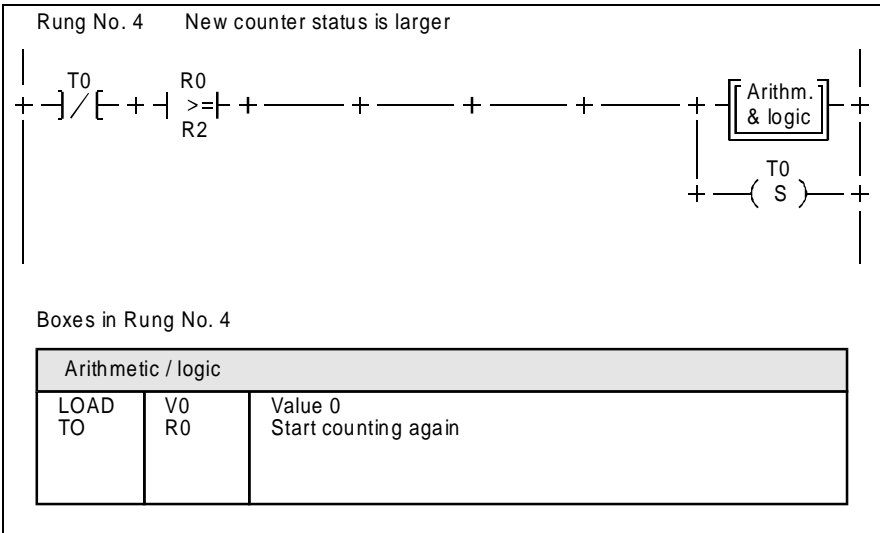 Rung No. 4 New counter status is larger
T0 R0 Arithm.
>= & logic
R2
T0
S
Boxes in Rung No. 4
Arithmetic / logic
LOAD V0 Value 0
TO R0 Start counting again